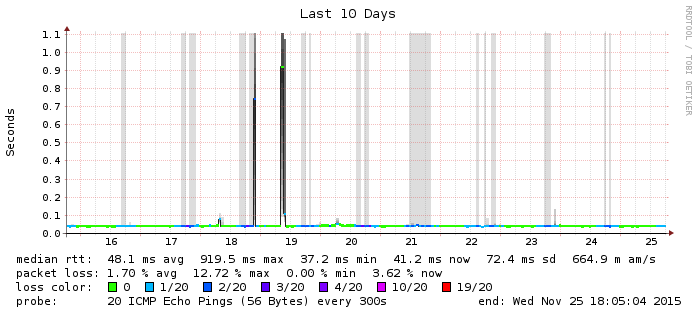 Last 10 Days
RRDTOOL / TOBI OETIKER
Seconds
1.1
1.0
0.9
0.8
0.7
0.6
0.5
0.4
0.3
0.2
0.1
0.0
16 17 18 19 20 21 22 23 24 25
median rtt: 48.1 ms avg 919.5 ms max 37.2 ms min 41.2 ms now 72.4 ms sd 664.9 m am/s
packet loss: 1.70 % avg 12.72 % max 0.00 % min 3.62 % now
loss color: 0 1/20 2/20 3/20 4/20 10/20 19/20
probe: 20 ICMP Echo Pings (56 Bytes) every 300s end: Wed Nov 25 18:05:04 2015